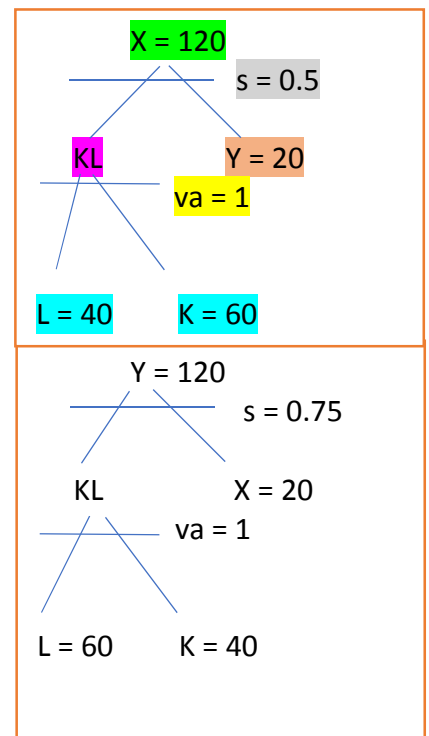 X = 120
s = 0.5
KL Y = 20
va = 1
L = 40 K = 60
Y = 120
s = 0.75
KL X = 20
va = 1
L = 60 K = 40